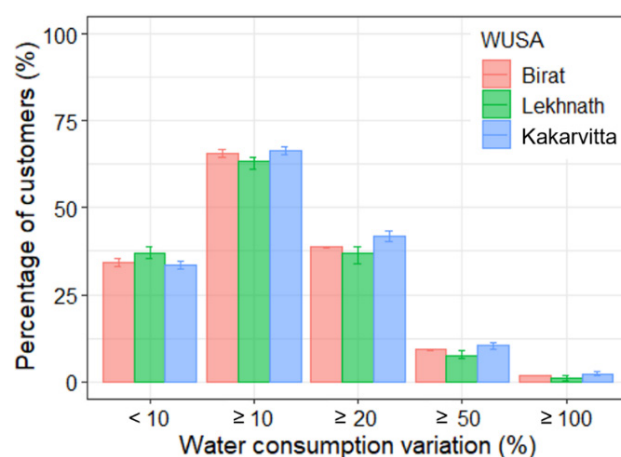 Percentage of customers (%)
100
75
50
25
0
WUSA
Birat
Lekhnath
Kakarvitta
< 10 ≥ 10 ≥ 20 ≥ 50 ≥ 100
Water consumption variation (%)